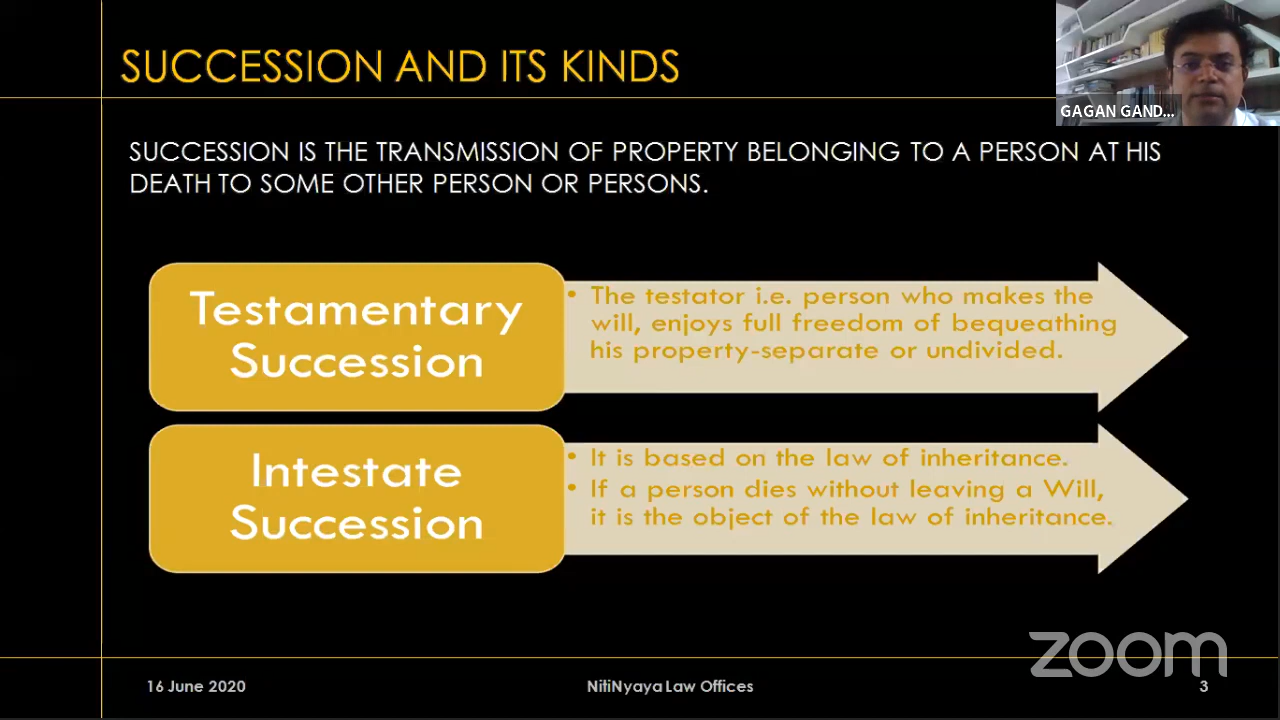 SUCCESSION AND ITS KINDS
GAGAN GAND...
SUCCESSION IS THE TRANSMISSION OF PROPERTY BELONGING TO A PERSON AT HIS
DEATH TO SOME OTHER PERSON OR PERSONS.
Testamentary
Succession
• The testator i.e. person who makes the
will, enjoys full freedom of bequeathing
his property-separate or undivided.
Intestate
Succession
• It is based on the law of inheritance.
• If a person dies without leaving a Will,
it is the object of the law of inheritance.
zoom
16 June 2020
NitiNyaya Law Offices
3